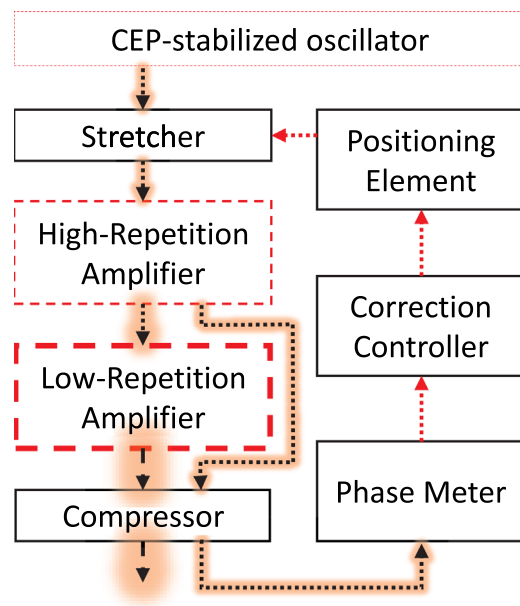 CEP-stabilized oscillator
Stretcher
High-Repetition
Amplifier
Low-Repetition
Amplifier
Compressor
Positioning
Element
Correction
Controller
Phase Meter